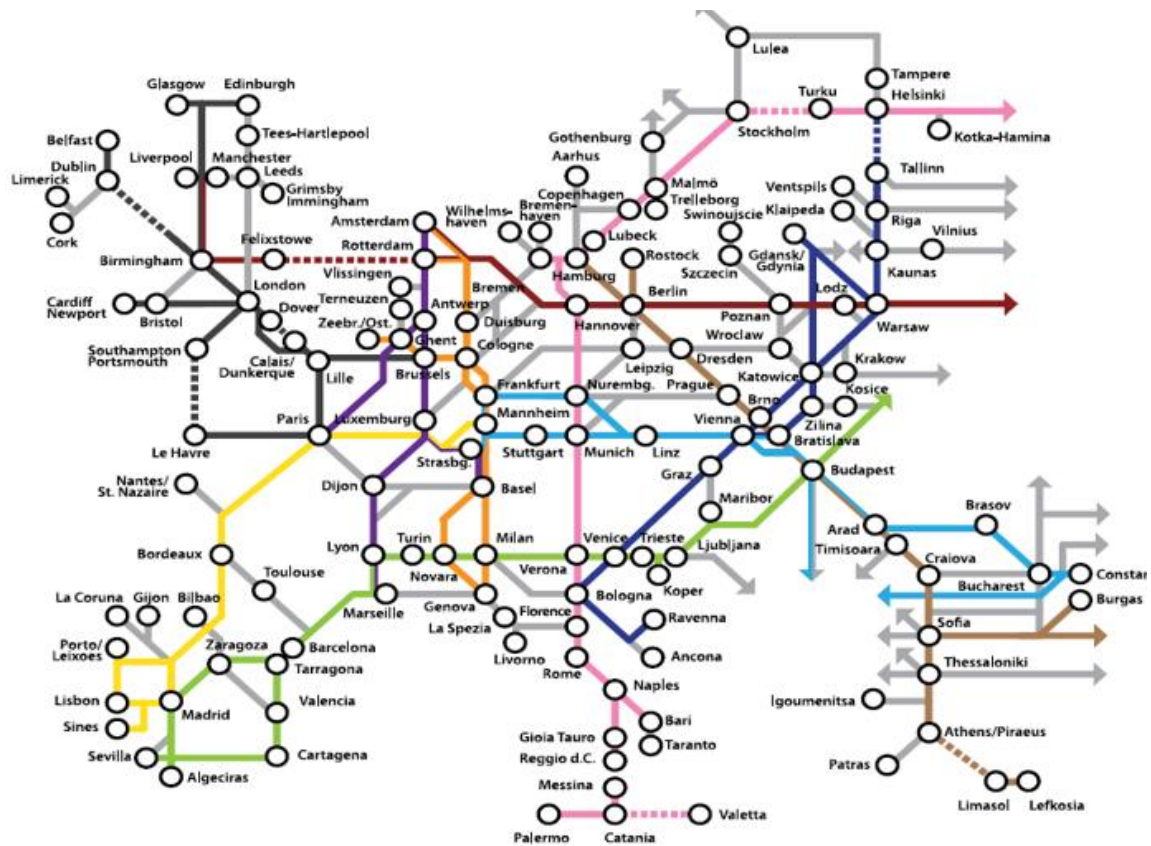 Lulea
Glasgow
Edinburgh
Tampere
Turku
Helsinki
Stockholm
Kotka-Hamina
Belfast
Tees-Hartlepool
Gothenburg
Aarhus
Dublin
Liverpool
Manchester
Leeds
Limerick
Tallinn
Grimsby
Immingham
Copenhagen
Malmö
Trelleborg
Ventspils
Wilhelms-
haven
Bremen-
haven
Swinoujscie
Klaipeda
Riga
Cork
Amsterdam
Lubeck
Vilnius
Birmingham
Felixstowe
Rotterdam
Rostock
Gdansk/
Gdynia
Hamburg
Szczecin
Kaunas
Vlissingen
Bremen
London
Terneuzen
Antwerp
Berlin
Lodz
Cardiff
Newport
Bristol
Dover
Zeebr./Ost.
Duisburg
Hannover
Poznan
Warsaw
Ghent
Wroclaw
Southampton
Portsmouth
Calais/
Dunkerque
Cologne
Lille
Brussels
Leipzig
Dresden
Krakow
Frankfurt
Nurembg.
Prague
Katowice
Kosice
Paris
Luxemburg
Mannheim
Brno
Vienna
Zilina
Le Havre
Strasbg.
Stuttgart
Munich
Linz
Bratislava
Graz
Budapest
Nantes/
St. Nazaire
Dijon
Basel
Maribor
Brasov
Arad
Bordeaux
Lyon
Turin
Milan
Venice
Trieste
Ljubljana
Timisoara
Novara
Verona
Craiova
Toulouse
Koper
Bucharest
Constar
La Coruna
Gijon
Bilbao
Marseille
Genova
Florence
Bologna
Burgas
La Spezia
Ravenna
Sofia
Porto/
Leixoes
Zaragoza
Barcelona
Livorno
Ancona
Tarragona
Rome
Thessaloniki
Lisbon
Madrid
Valencia
Naples
Igoumenitsa
Sines
Bari
Gioia Tauro
Taranto
Athens/Piraeus
Sevilla
Cartagena
Reggio d.C.
Patras
Algeciras
Messina
Limasol
Lefkosia
Palermo
Catania
Valetta